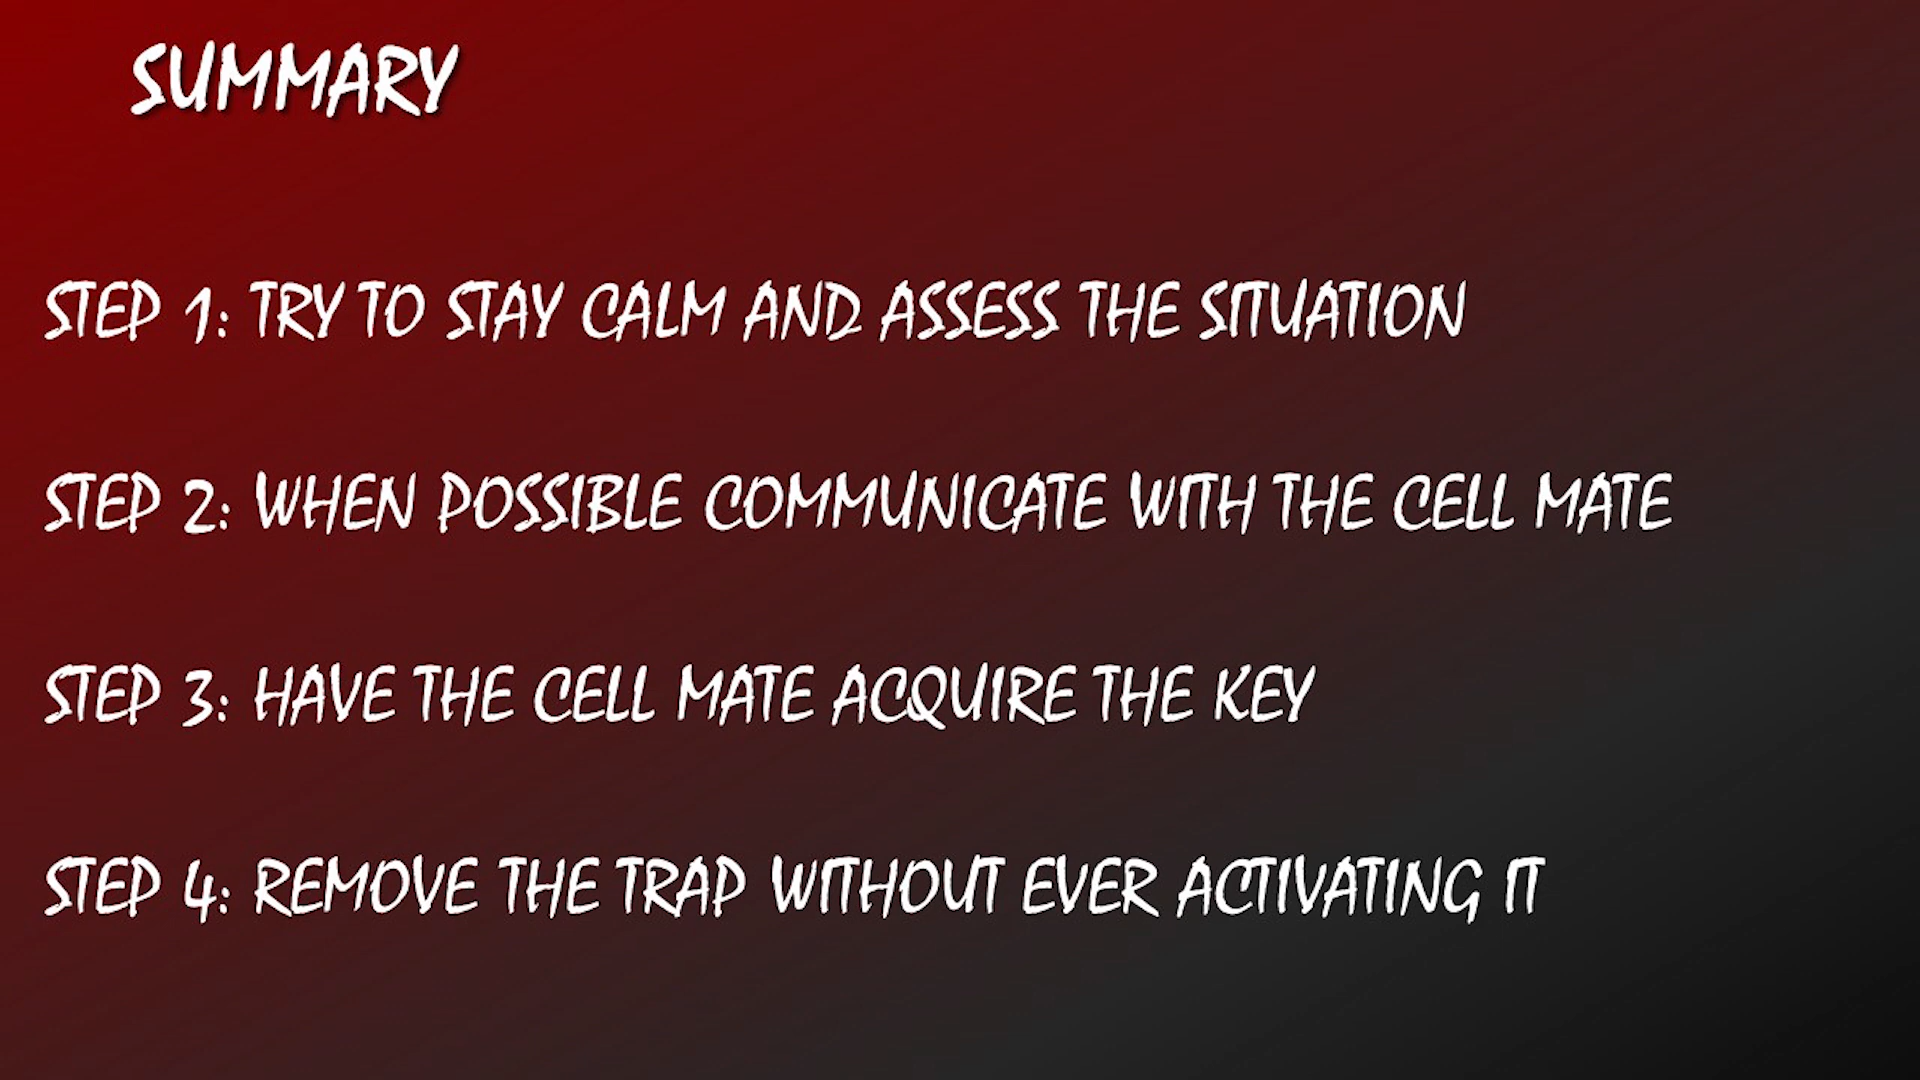 SUMMARY
STEP 1: TRY TO STAY CALM AND ASSESS THE SITUATION
STEP 2: WHEN POSSIBLE COMMUNICATE WITH THE CELL MATE
STEP 3: HAVE THE CELL MATE ACQUIRE THE KEY
STEP 4: REMOVE THE TRAP WITHOUT EVER ACTIVATING IT